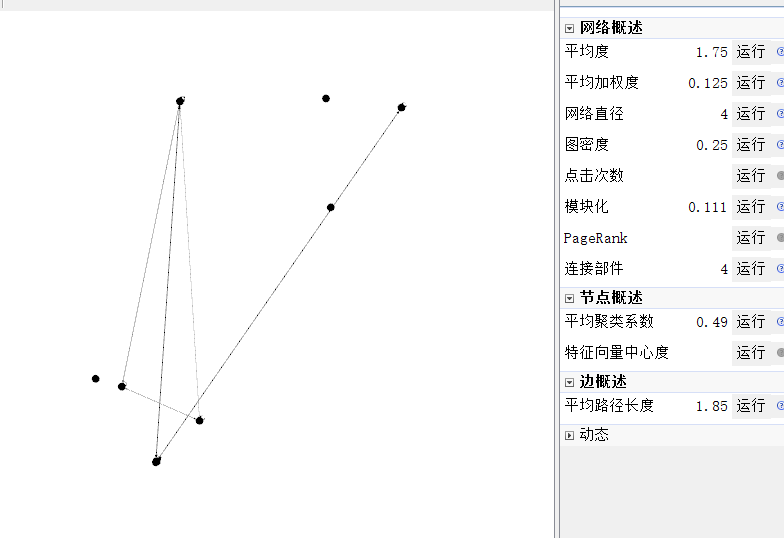 网络概述
平均度 1.75 运行
平均加权度 0.125 运行
网络直径 4 运行
图密度 0.25 运行
点击次数 运行
模块化 0.111 运行
PageRank 运行
连接部件 4 运行
节点概述
平均聚类系数 0.49 运行
特征向量中心度 运行
边概述
平均路径长度 1.85 运行
动态